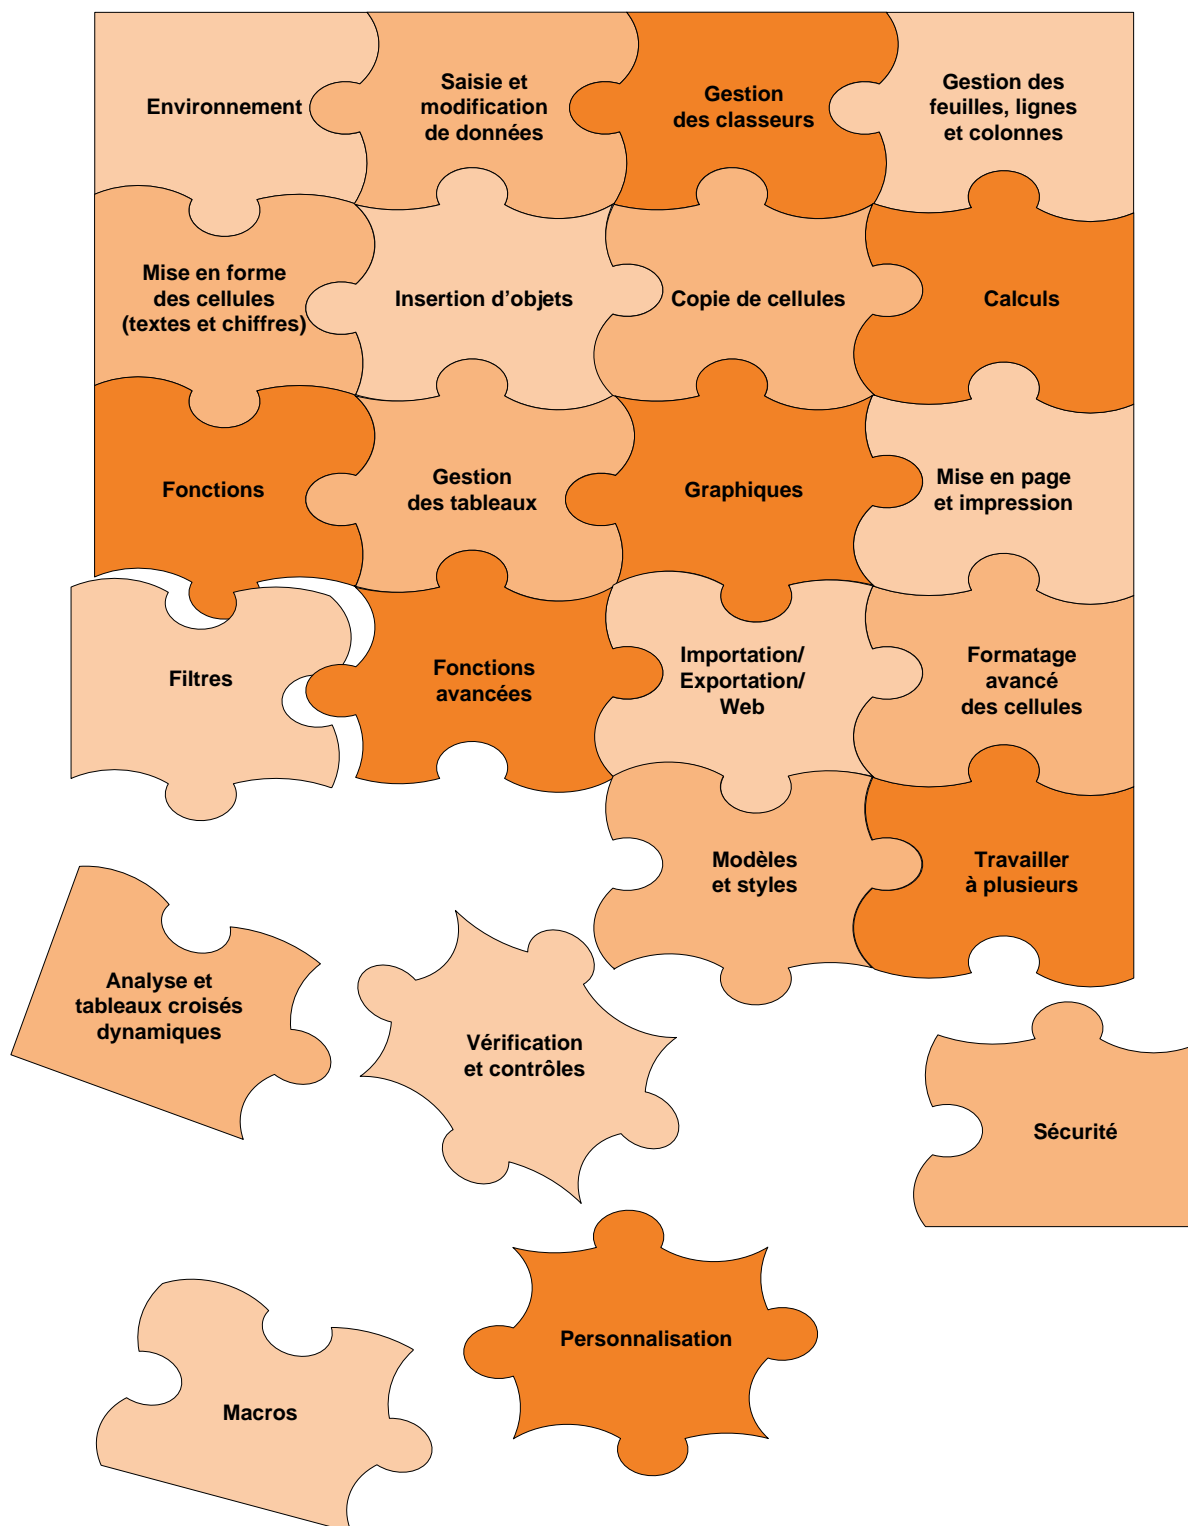 Environnement
Saisie et
modification
de données
Gestion
des classeurs
Gestion des
feuilles, lignes
et colonnes
Mise en forme
des cellules
(textes et chiffres)
Insertion d’objets
Copie de cellules
Calculs
Fonctions
Gestion
des tableaux
Graphiques
Mise en page
et impression
Filtres
Fonctions
avancées
Importation/
Exportation/
Web
Formatage
avancé
des cellules
Modèles
et styles
Travailler
à plusieurs
Analyse et
tableaux croisés
dynamiques
Vérification
et contrôles
Sécurité
Personnalisation
Macros